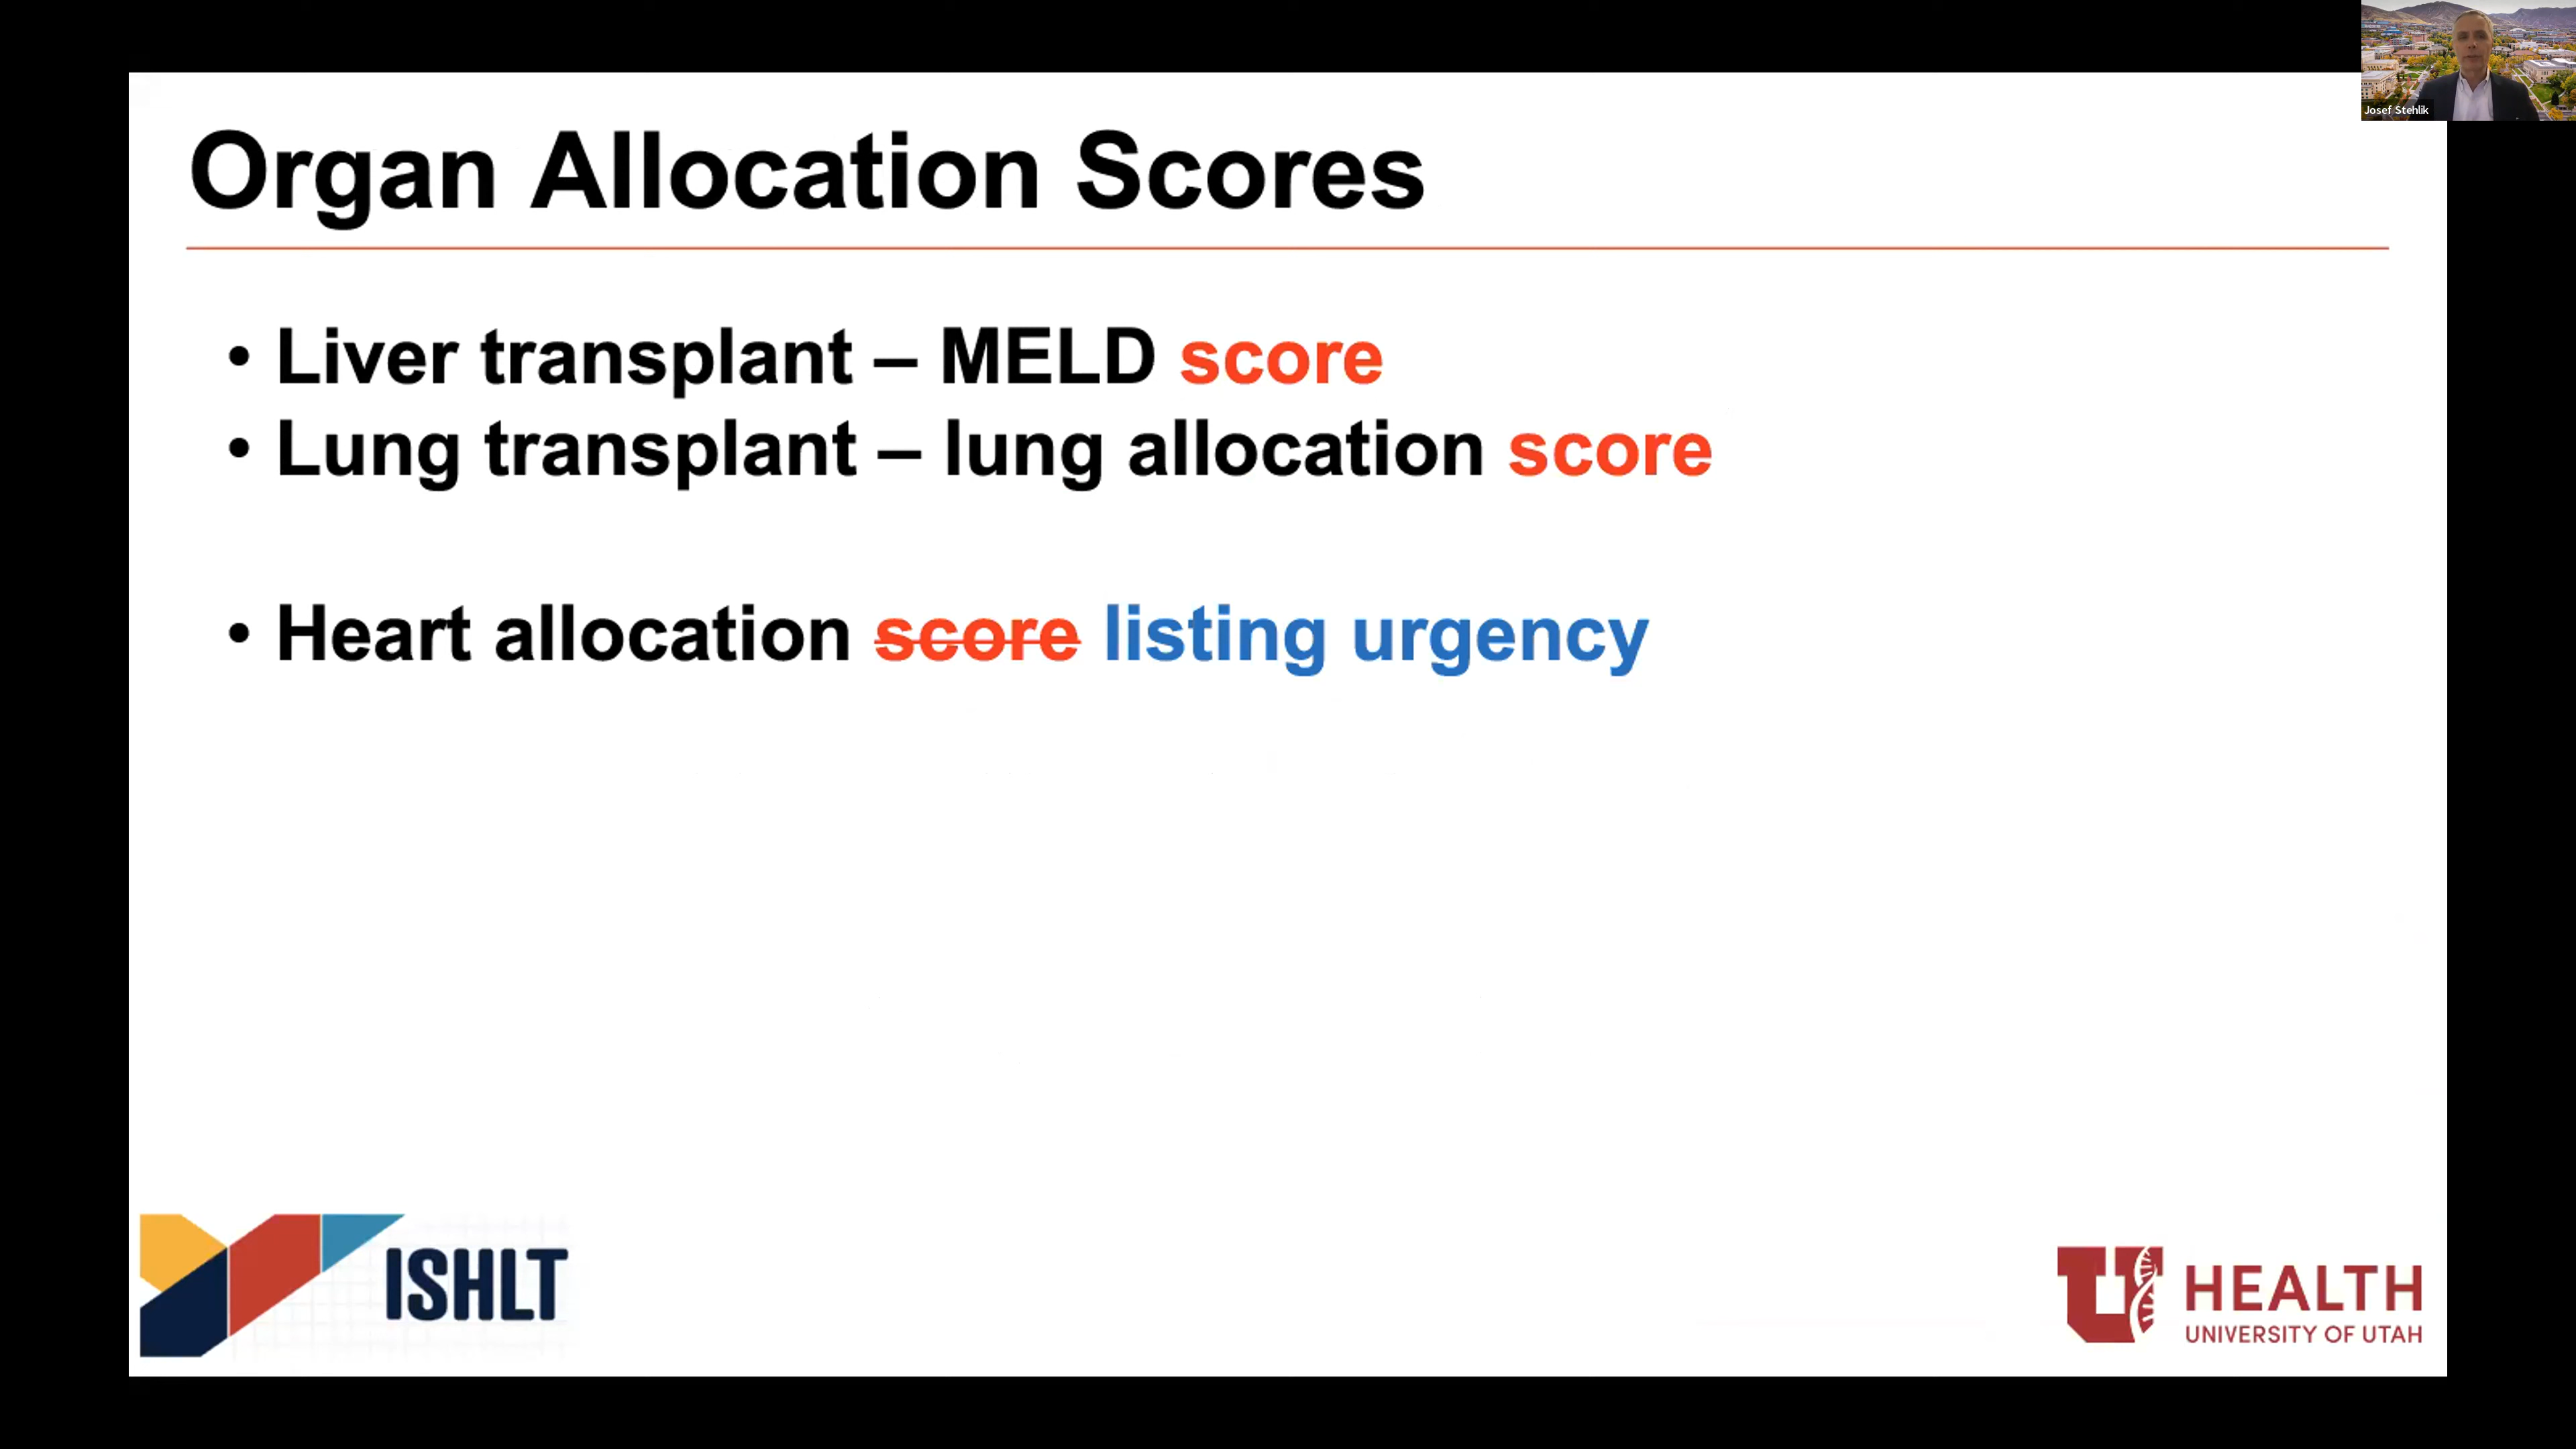 Josef Stehlik
Organ Allocation Scores
• Liver transplant – MELD score
• Lung transplant – lung allocation score
• Heart allocation score listing urgency
ISHLT
U HEALTH
UNIVERSITY OF UTAH